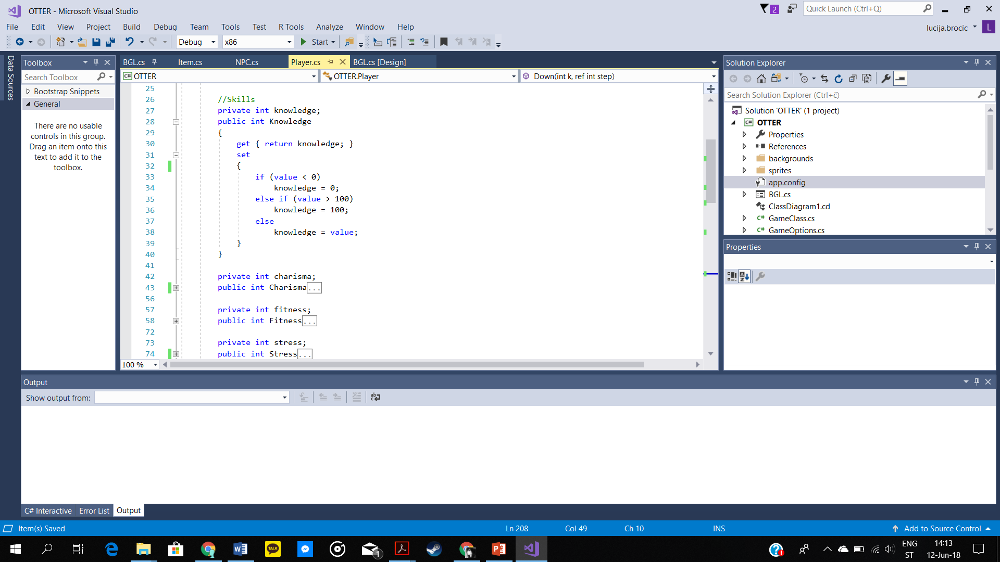 OTTER - Microsoft Visual Studio
2
Quick Launch (Ctrl+Q)
File Edit View Project Build Debug Team Tools Test R Tools Analyze Window Help
lucija.brocic L
Debug x86 Start
Data Sources
Toolbox
Search Toolbox
Bootstrap Snippets
General
There are no usable
controls in this group.
Drag an item onto this
text to add it to the
toolbox.
BGL.cs Item.cs NPC.cs Player.cs BGL.cs [Design]
C# OTTER OTTER.Player Down(int k, ref int step)
25
26 //Skills
27 private int knowledge;
28 public int Knowledge
29 {
30 get { return knowledge; }
31 set
32 {
33 if (value < 0)
34 knowledge = 0;
35 else if (value > 100)
36 knowledge = 100;
37 else
38 knowledge = value;
39 }
40 }
41
42 private int charisma;
43 public int Charisma...
56
57 private int fitness;
58 public int Fitness...
72
73 private int stress;
74 public int Stress...
100 %
Solution Explorer
Search Solution Explorer (Ctrl+č)
Solution 'OTTER' (1 project)
C# OTTER
Properties
References
backgrounds
sprites
app.config
BGL.cs
ClassDiagram1.cd
C# GameClass.cs
C# GameOptions.cs
Properties
Output
Show output from:
C# Interactive Error List Output
Item(s) Saved Ln 208 Col 49 Ch 10 INS Add to Source Control
TALK
1
ENG
ST
14:13
12-Jun-18